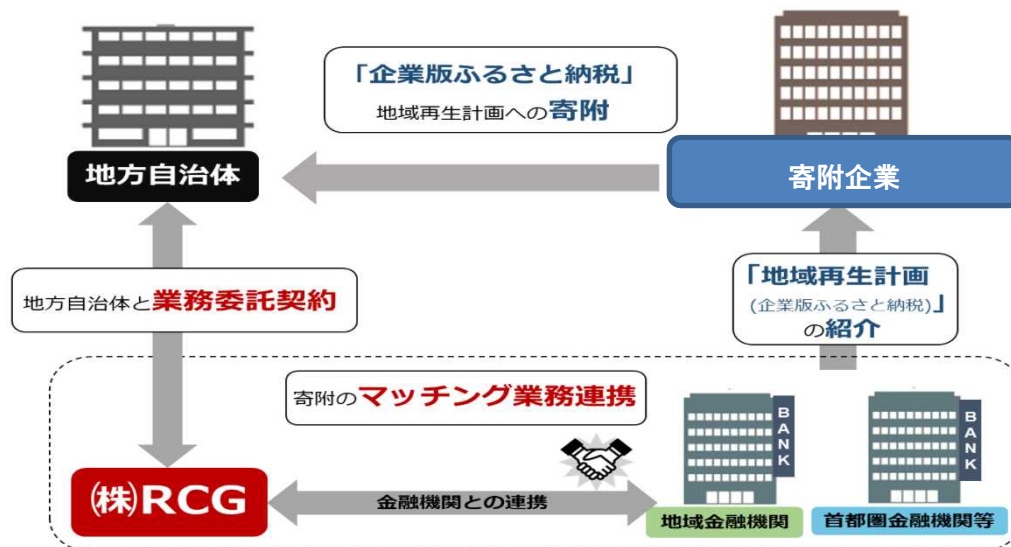 「企業版ふるさと納税」
地域再生計画への寄附
地方自治体
寄附企業
地方自治体と業務委託契約
「地域再生計画
(企業版ふるさと納税)」
の紹介
寄附のマッチング業務連携
BANK
BANK
㈱RCG
金融機関との連携
地域金融機関
首都圏金融機関等